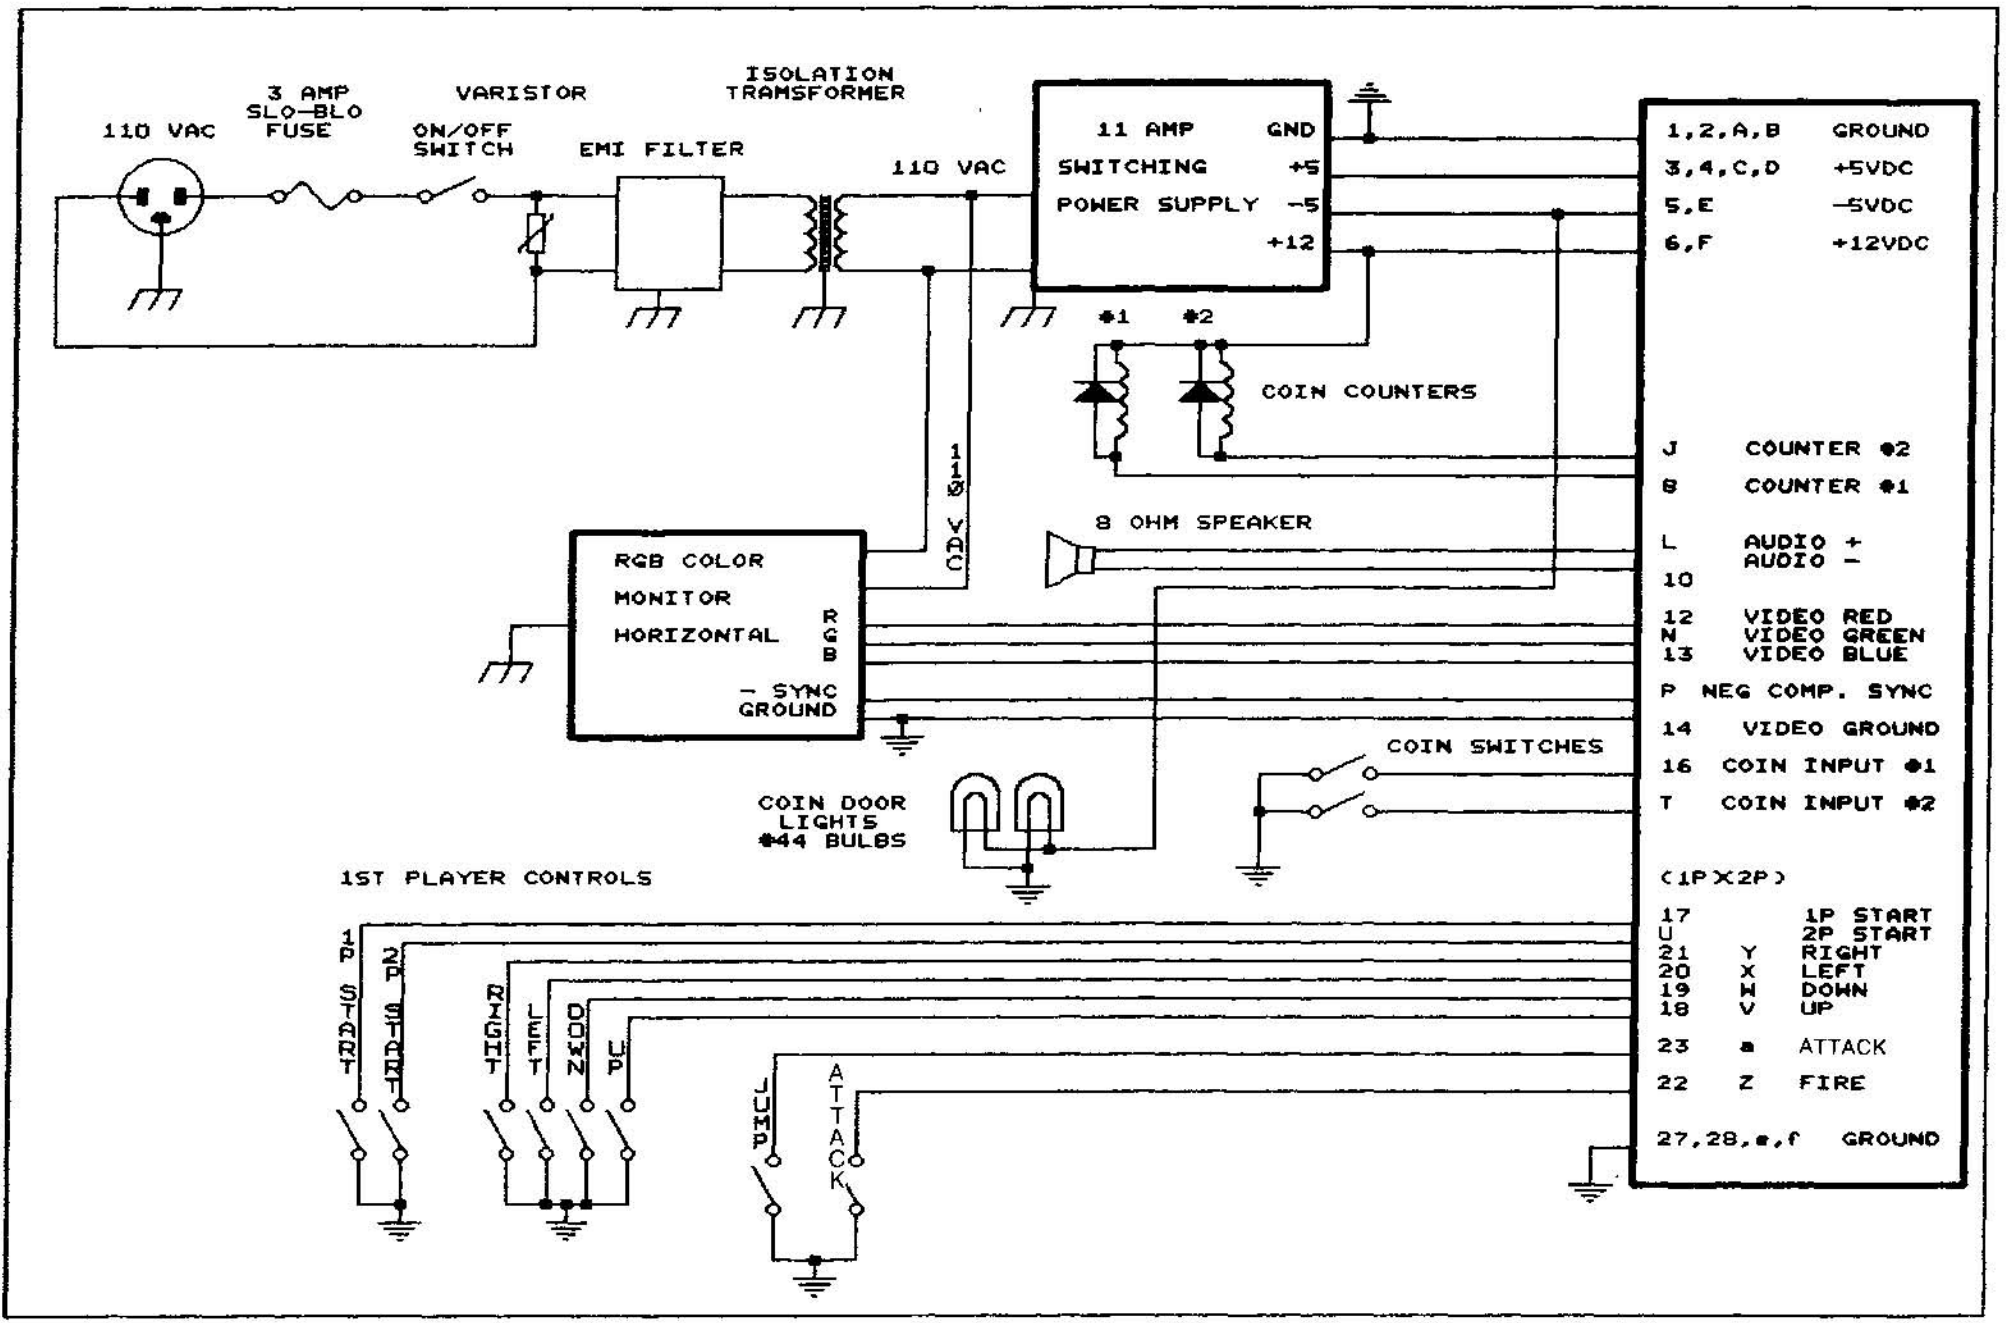 ISOLATION
TRANSFORMER
3 AMP
SLO-BLO
FUSE
VARISTOR
110 VAC
ON/OFF
SWITCH
EMI FILTER
110 VAC
11 AMP
SWITCHING
POWER SUPPLY
GND
+5
-5
+12
1,2,A,B GROUND
3,4,C,D +5VDC
5,E -5VDC
6,F +12VDC
#1 #2
COIN COUNTERS
J COUNTER #2
8 COUNTER #1
110 VDC
8 OHM SPEAKER
L AUDIO +
AUDIO -
10
RGB COLOR
MONITOR
HORIZONTAL
R
G
B
- SYNC
GROUND
12 VIDEO RED
N VIDEO GREEN
13 VIDEO BLUE
P NEG COMP. SYNC
14 VIDEO GROUND
COIN SWITCHES
16 COIN INPUT #1
T COIN INPUT #2
COIN DOOR
LIGHTS
#44 BULBS
1ST PLAYER CONTROLS
(1PX2P)
17 1P START
U 2P START
21 Y RIGHT
20 X LEFT
19 W DOWN
18 V UP
23 a ATTACK
22 Z FIRE
27,28,e,f GROUND
1P START
2P START
RIGHT
LEFT
DOWN
UP
JUMP
ATTACK